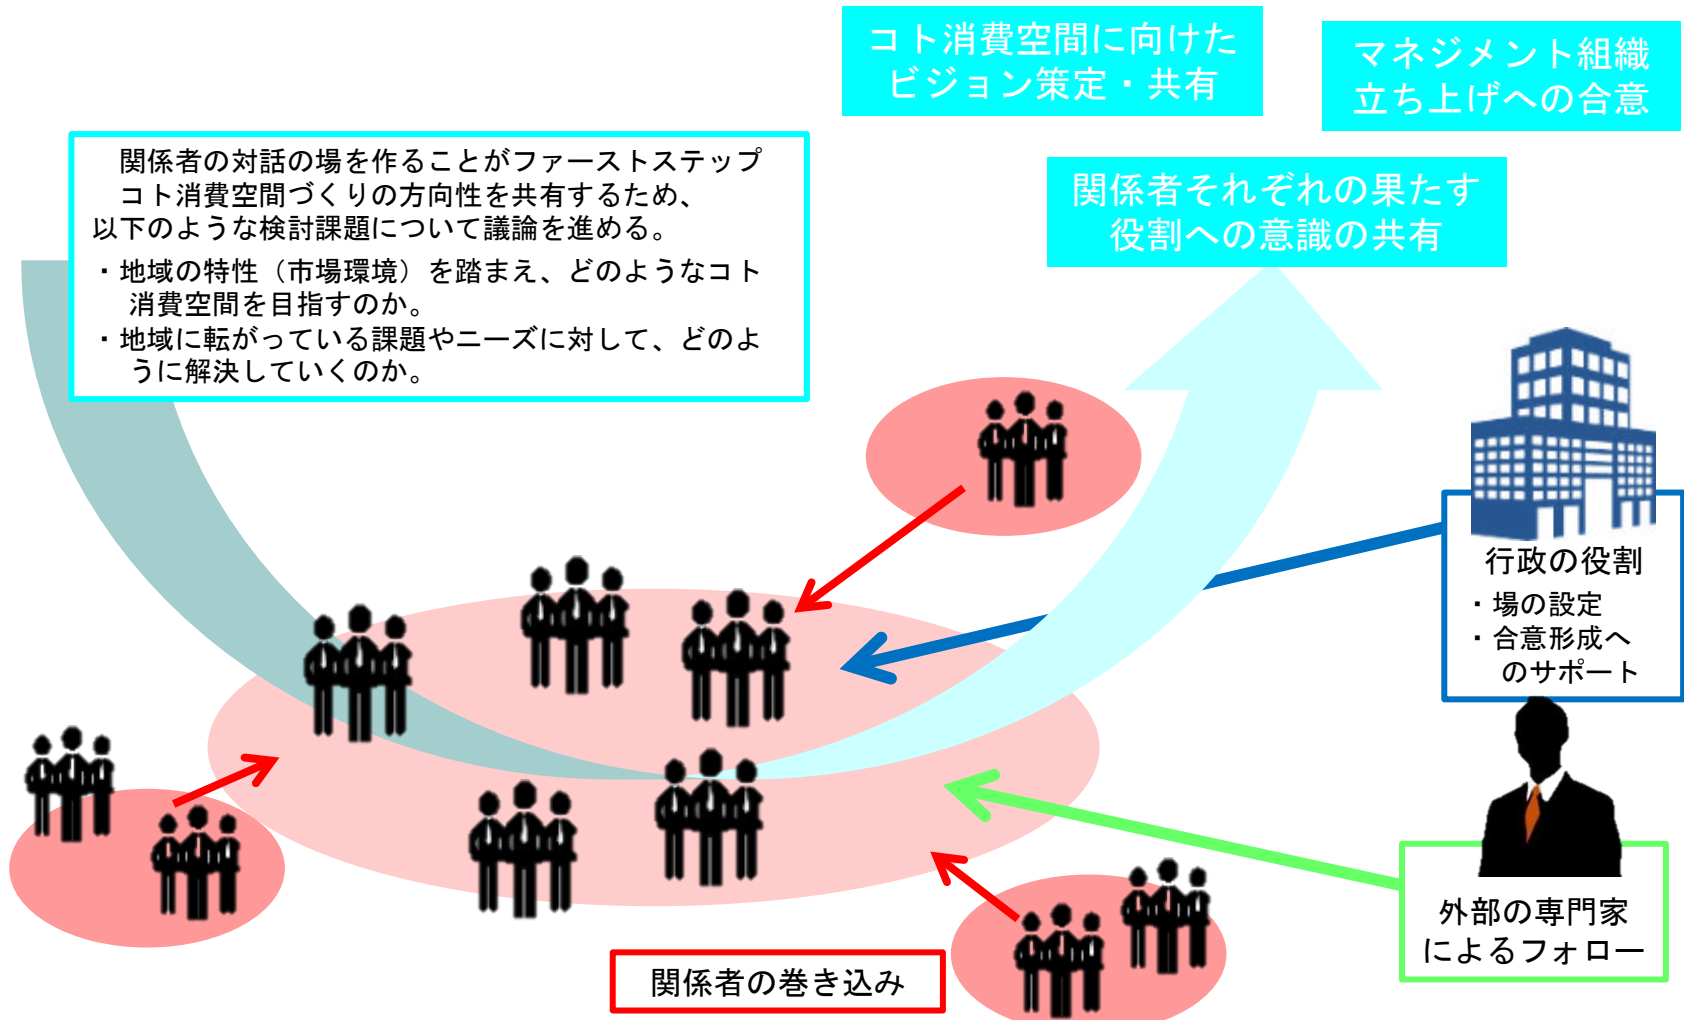 コト消費空間に向けた
ビジョン策定・共有
マネジメント組織
立ち上げへの合意
関係者それぞれの果たす
役割への意識の共有
関係者の対話の場を作ることがファーストステップ
コト消費空間づくりの方向性を共有するため、
以下のような検討課題について議論を進める。
・地域の特性（市場環境）を踏まえ、どのようなコト
消費空間を目指すのか。
・地域に転がっている課題やニーズに対して、どのよ
うに解決していくのか。
行政の役割
・場の設定
・合意形成へ
のサポート
外部の専門家
によるフォロー
関係者の巻き込み